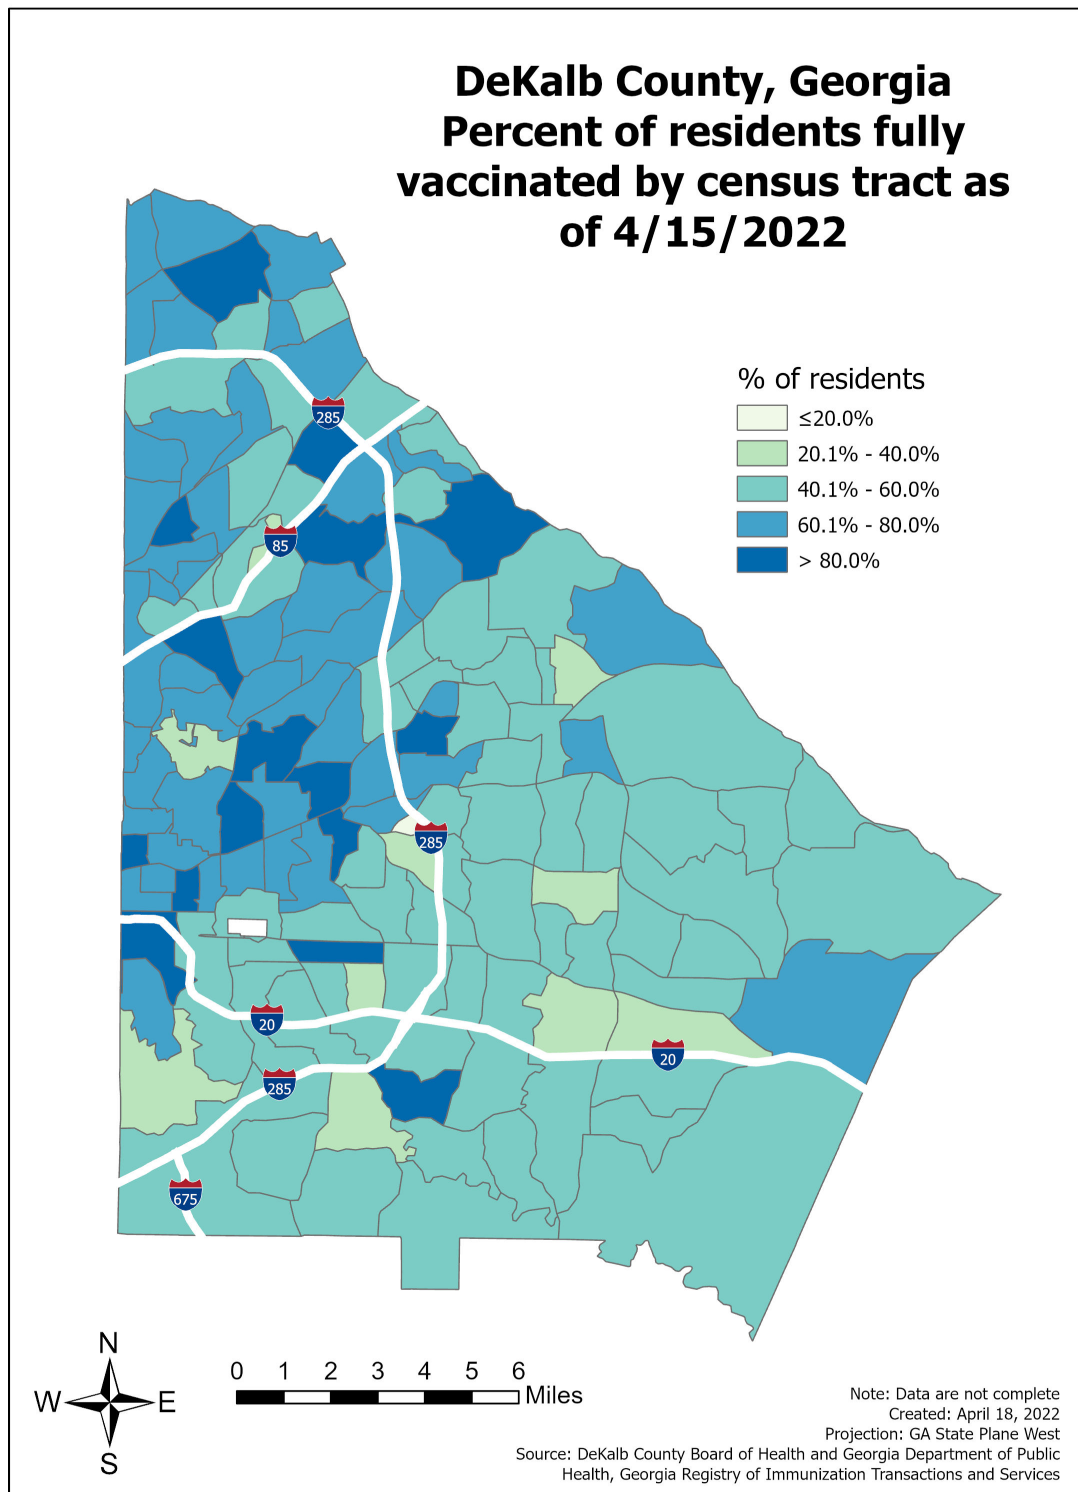 DeKalb County, Georgia
Percent of residents fully
vaccinated by census tract as
of 4/15/2022
% of residents
≤20.0%
20.1% - 40.0%
40.1% - 60.0%
60.1% - 80.0%
> 80.0%
285
85
285
20
20
285
675
N
W E
S
0 1 2 3 4 5 6
Miles
Note: Data are not complete
Created: April 18, 2022
Projection: GA State Plane West
Source: DeKalb County Board of Health and Georgia Department of Public
Health, Georgia Registry of Immunization Transactions and Services